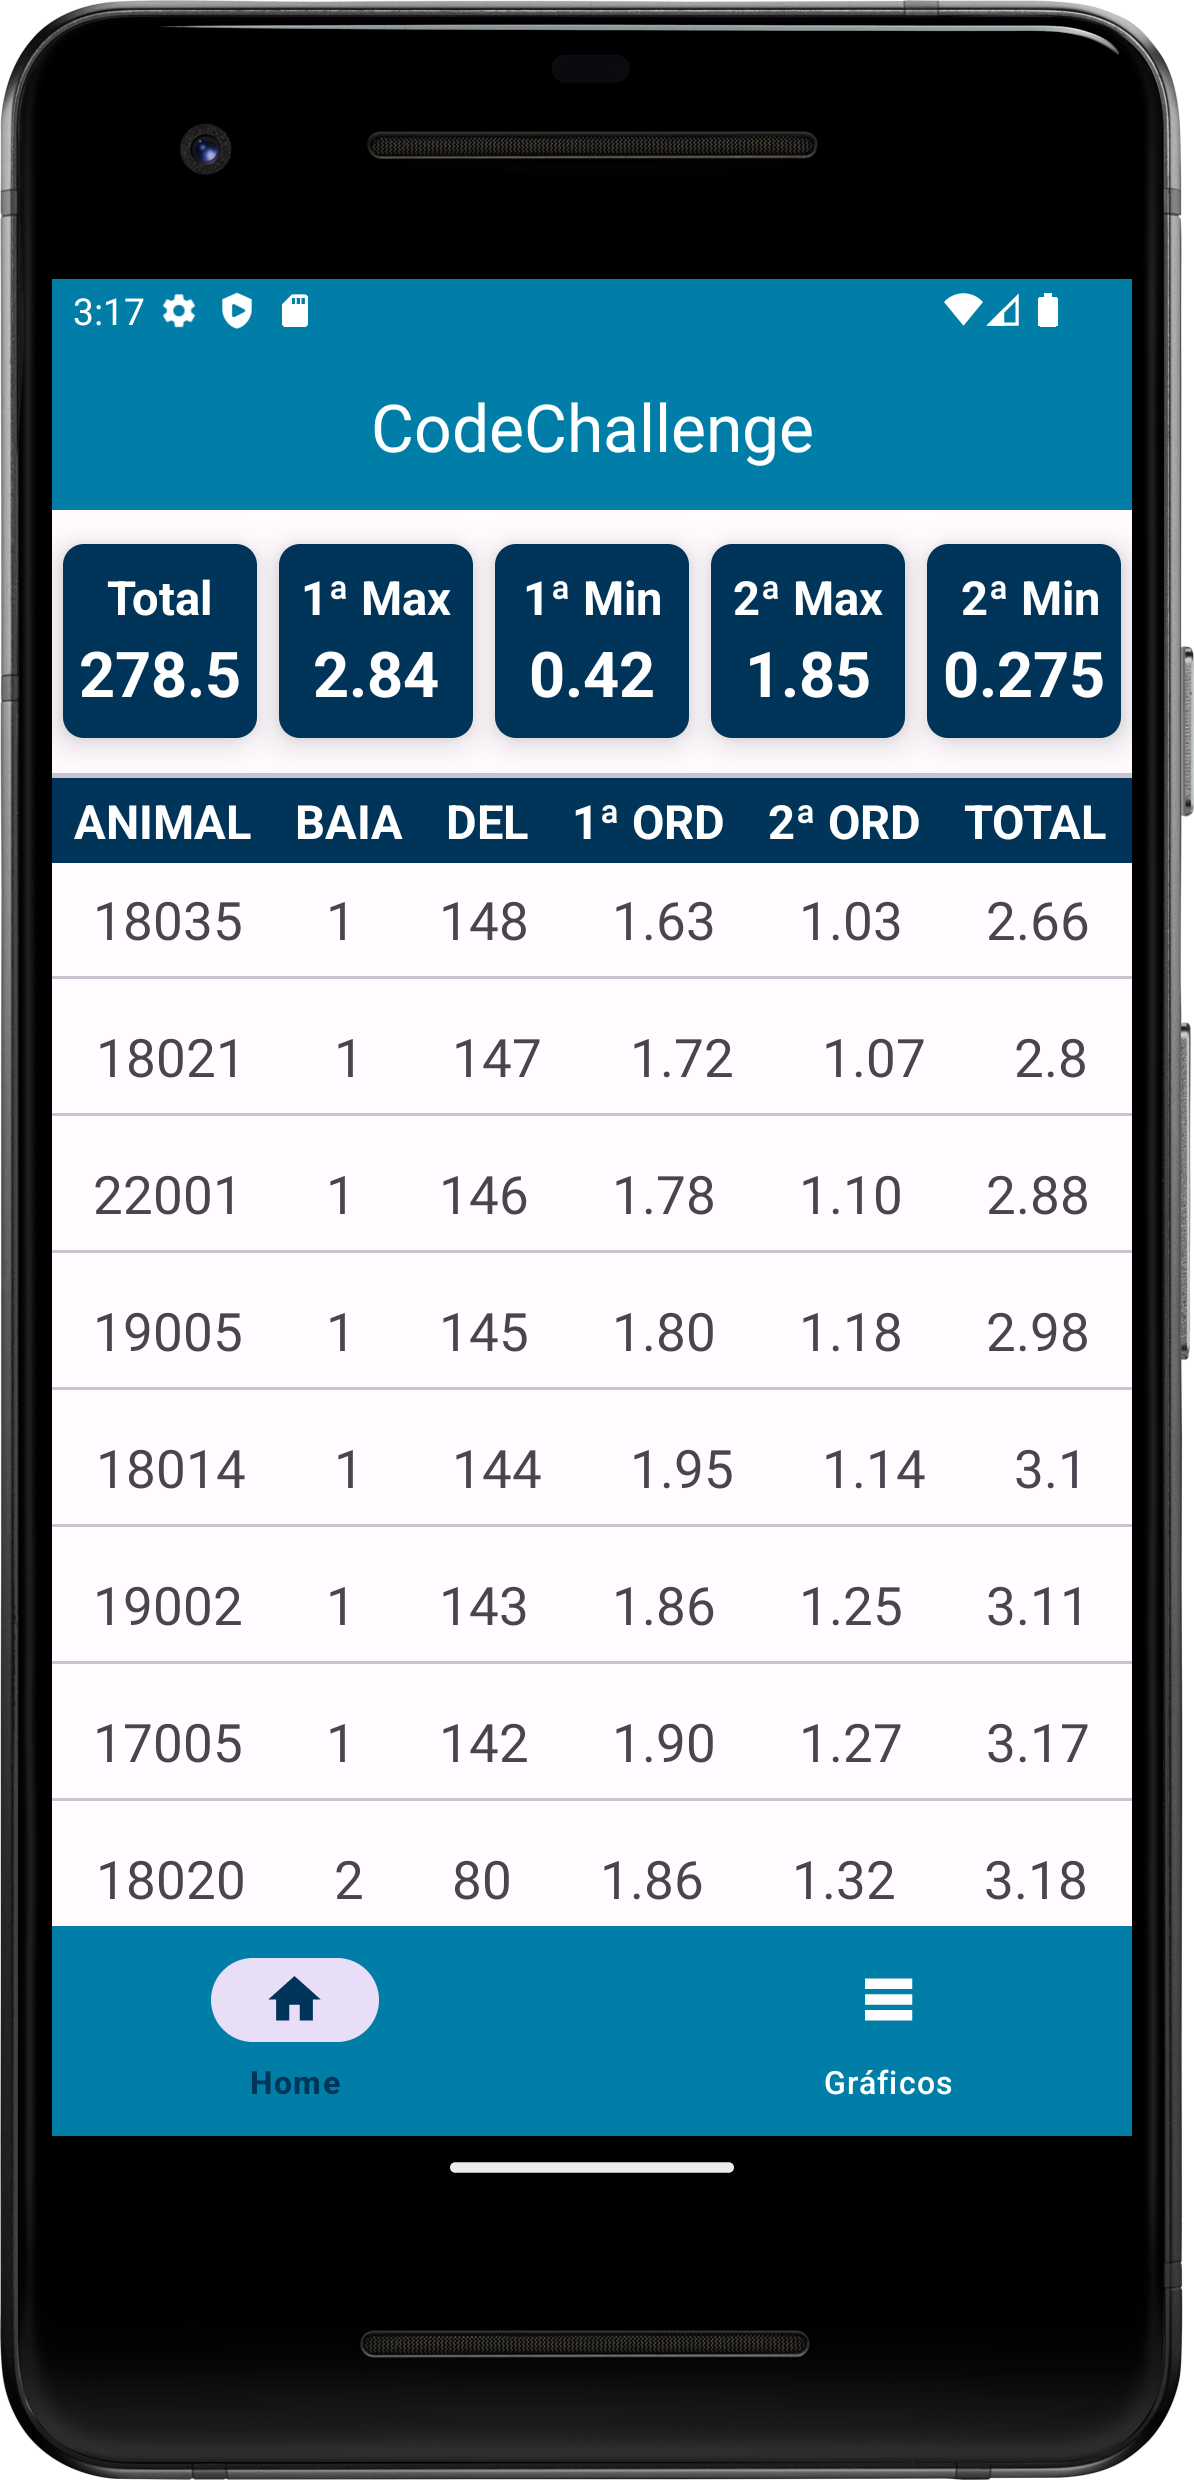 3:17
CodeChallenge
Total 1ª Max 1ª Min 2ª Max 2ª Min
278.5 2.84 0.42 1.85 0.275
ANIMAL BAIA DEL 1ª ORD 2ª ORD TOTAL
18035 1 148 1.63 1.03 2.66
18021 1 147 1.72 1.07 2.8
22001 1 146 1.78 1.10 2.88
19005 1 145 1.80 1.18 2.98
18014 1 144 1.95 1.14 3.1
19002 1 143 1.86 1.25 3.11
17005 1 142 1.90 1.27 3.17
18020 2 80 1.86 1.32 3.18
Home Gráficos